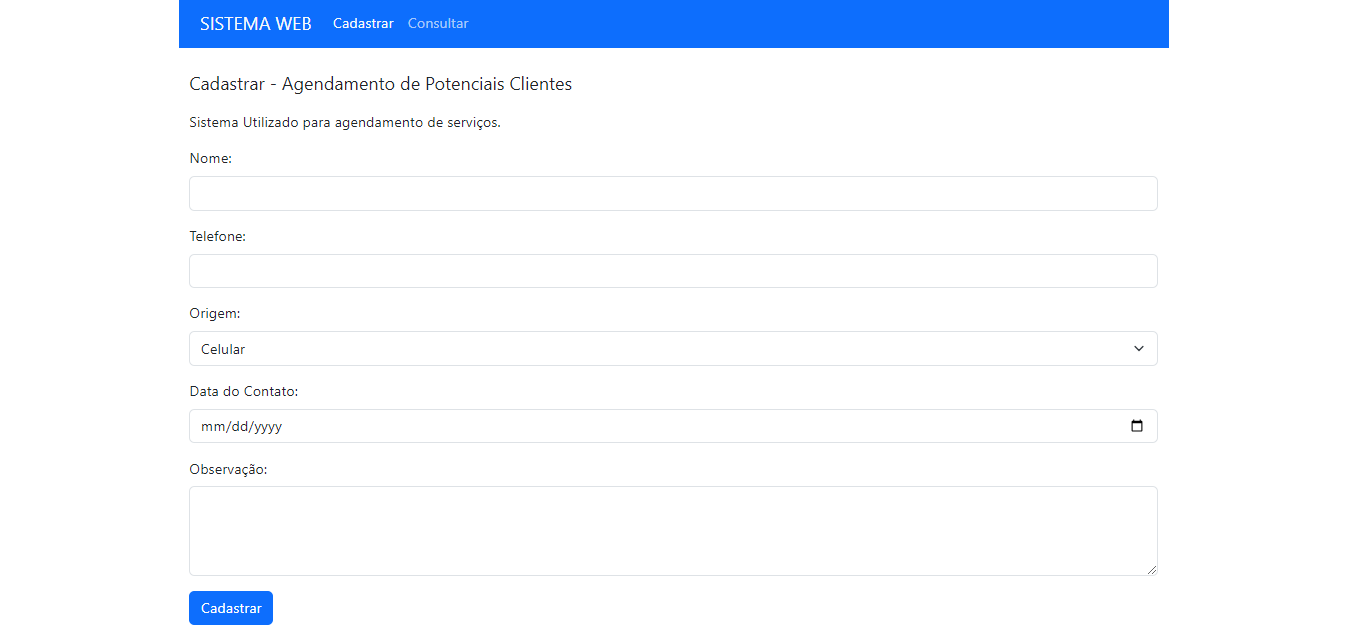 SISTEMA WEB Cadastrar Consultar
Cadastrar - Agendamento de Potenciais Clientes
Sistema Utilizado para agendamento de serviços.
Nome:
Telefone:
Origem:
Celular
Data do Contato:
mm/dd/yyyy
Observação:
Cadastrar